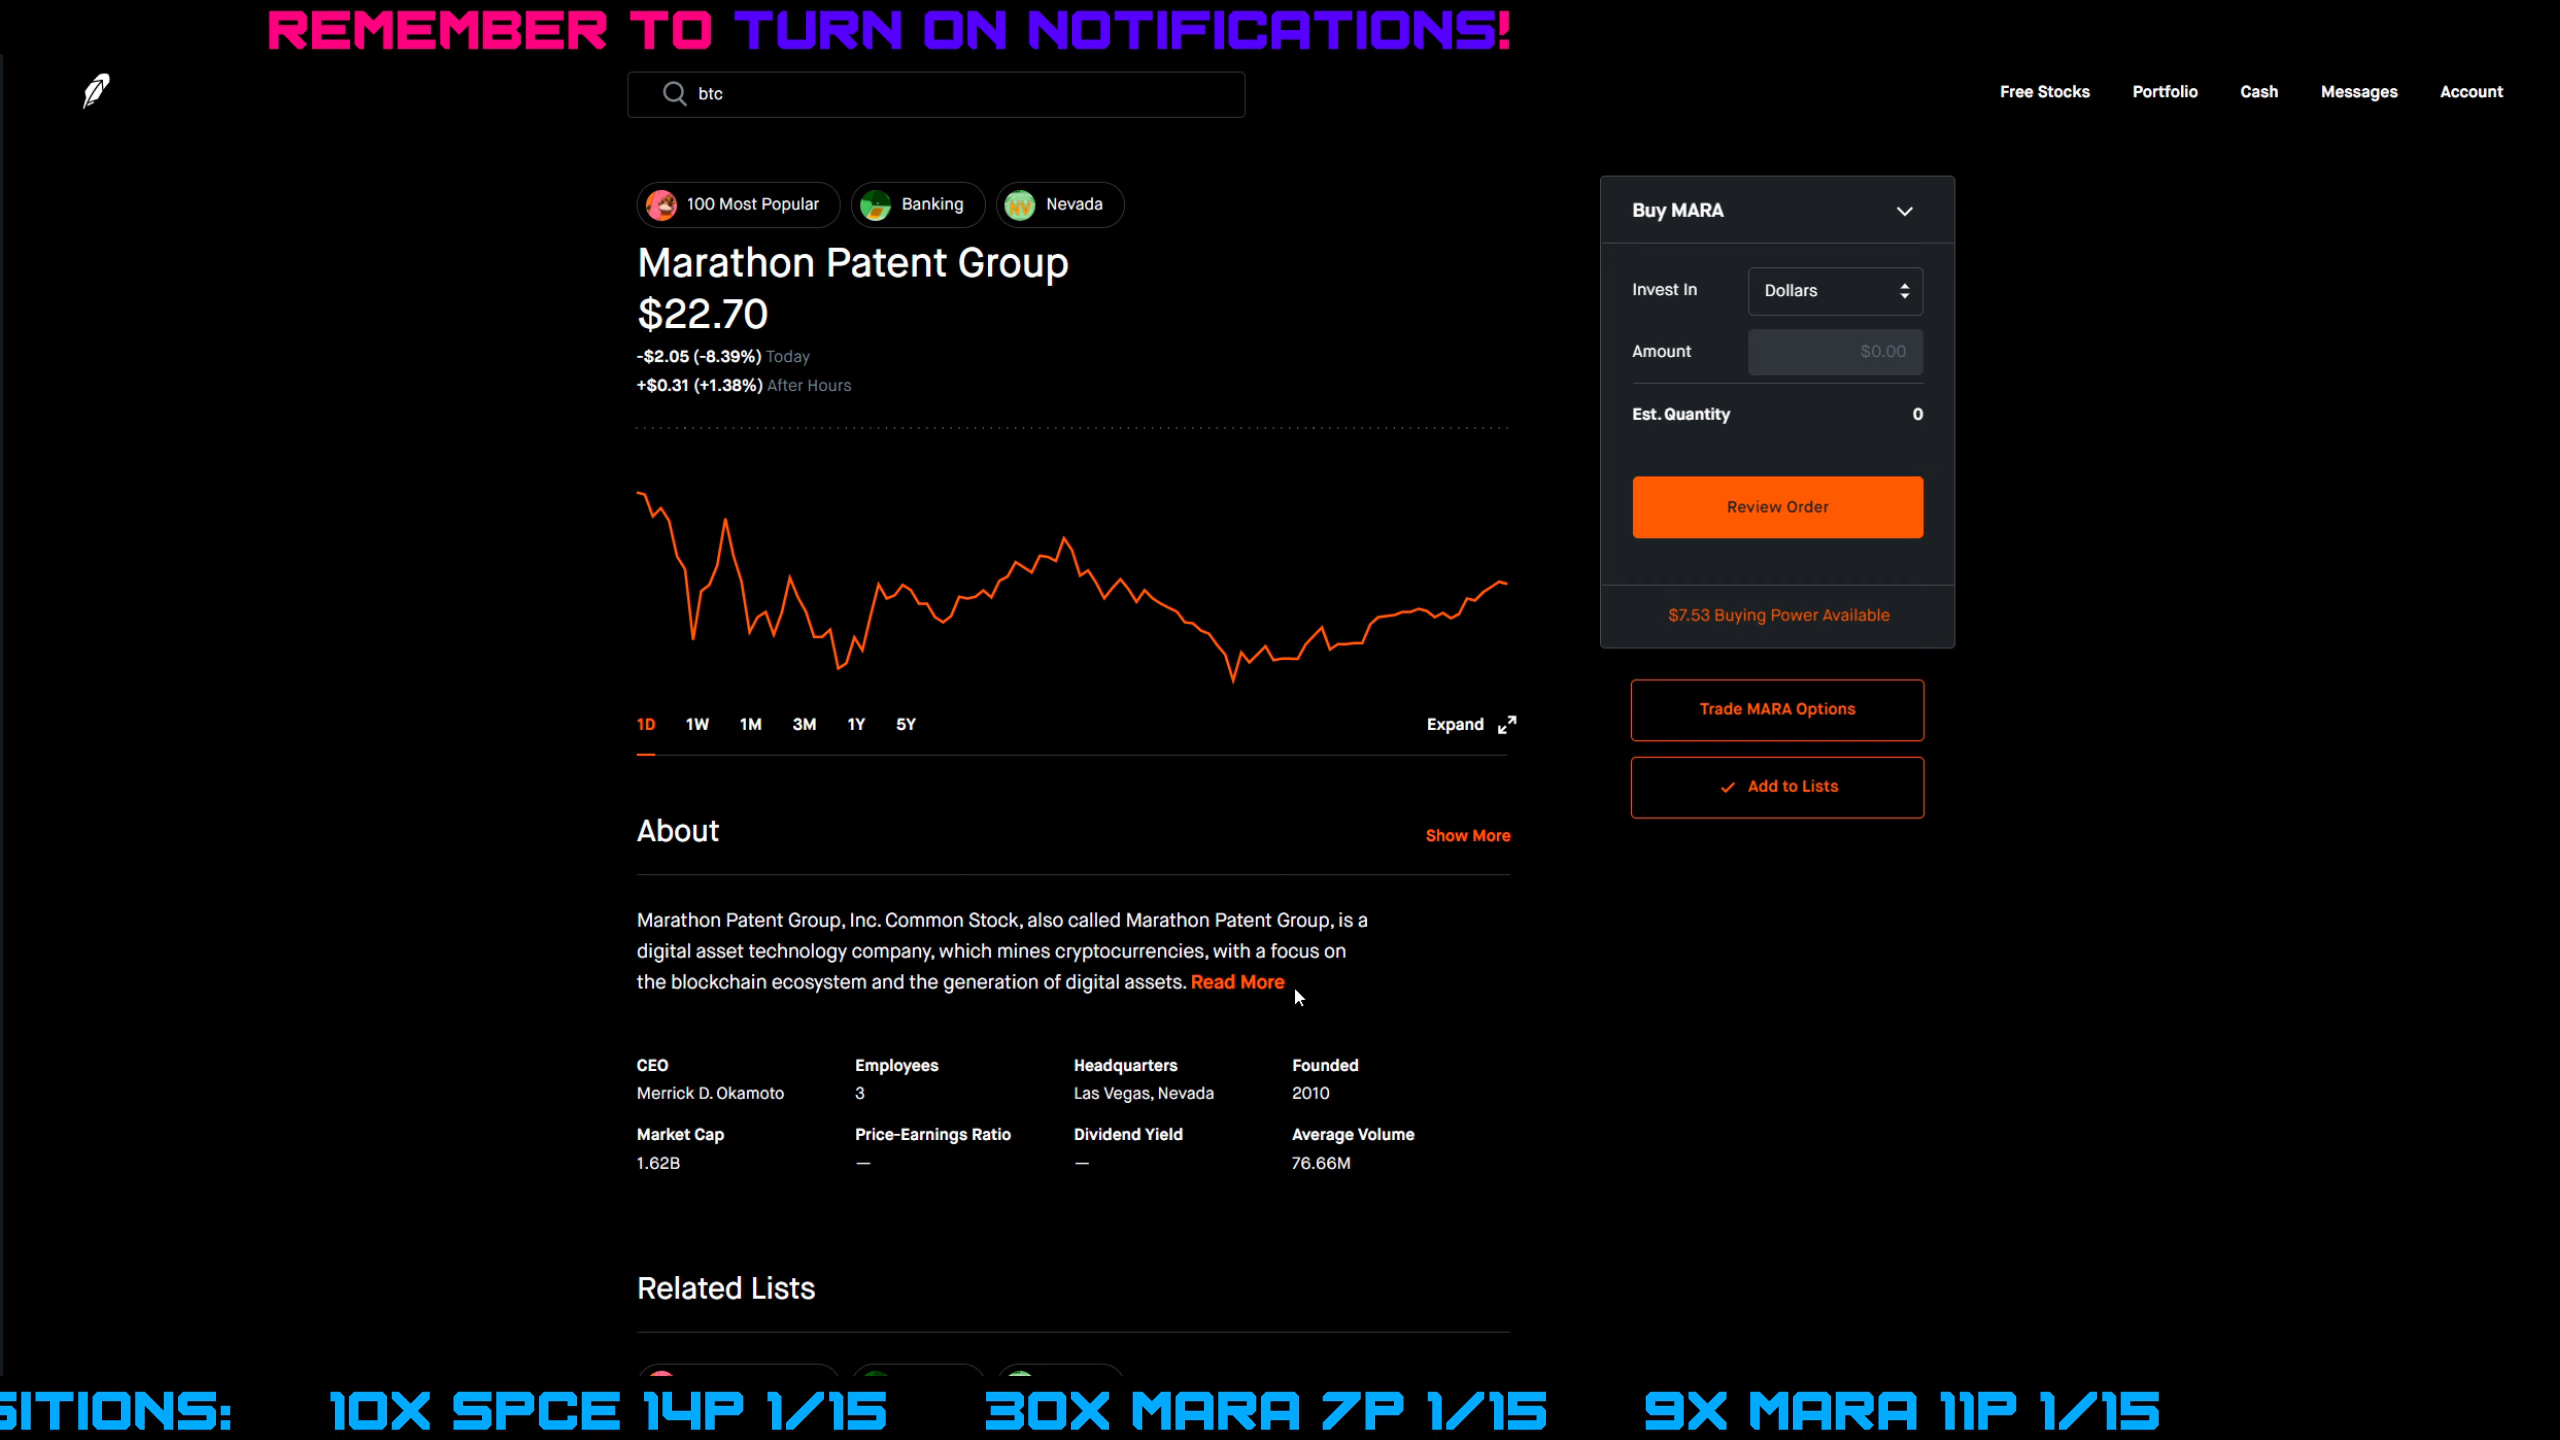 REMEMBER TO TURN ON NOTIFICATIONS!
btc
Free Stocks Portfolio Cash Messages Account
100 Most Popular Banking Nevada
Marathon Patent Group
$22.70
-$2.05 (-8.39%) Today
+$0.31 (+1.38%) After Hours
1D 1W 1M 3M 1Y 5Y Expand
Buy MARA
Invest In Dollars
Amount $0.00
Est. Quantity 0
Review Order
$7.53 Buying Power Available
Trade MARA Options
Add to Lists
About Show More
Marathon Patent Group, Inc. Common Stock, also called Marathon Patent Group, is a
digital asset technology company, which mines cryptocurrencies, with a focus on
the blockchain ecosystem and the generation of digital assets. Read More
CEO Employees Headquarters Founded
Merrick D. Okamoto 3 Las Vegas, Nevada 2010
Market Cap Price-Earnings Ratio Dividend Yield Average Volume
1.62B — — 76.66M
Related Lists
SITIONS: 10X SPCE 14P 1/15 30X MARA 7P 1/15 9X MARA 11P 1/15